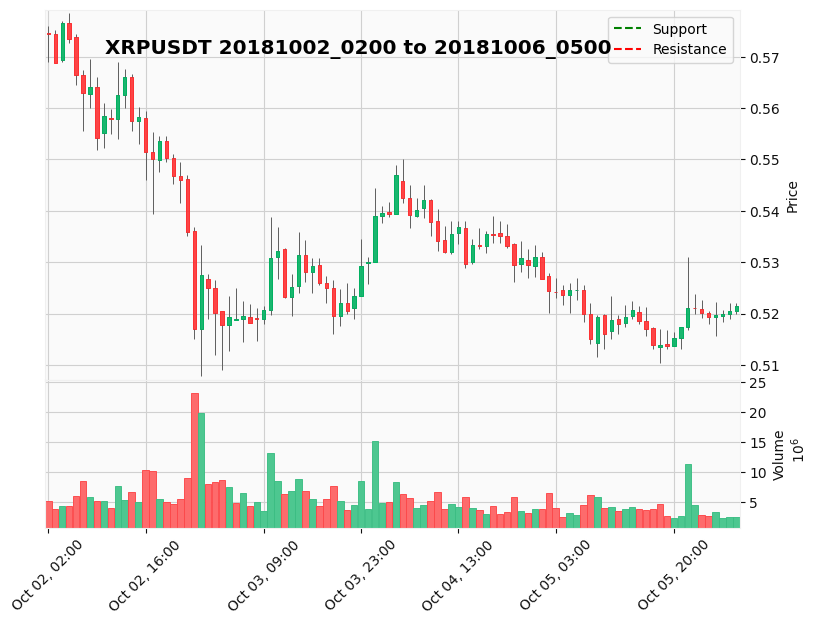 XRPUSDT 20181002_0200 to 20181006_0500
Support
Resistance
0.57
0.56
0.55
0.54
0.53
0.52
0.51
Price
25
20
15
10
5
Volume
10^6
Oct 02, 02:00
Oct 02, 16:00
Oct 03, 09:00
Oct 03, 23:00
Oct 04, 13:00
Oct 05, 03:00
Oct 05, 20:00